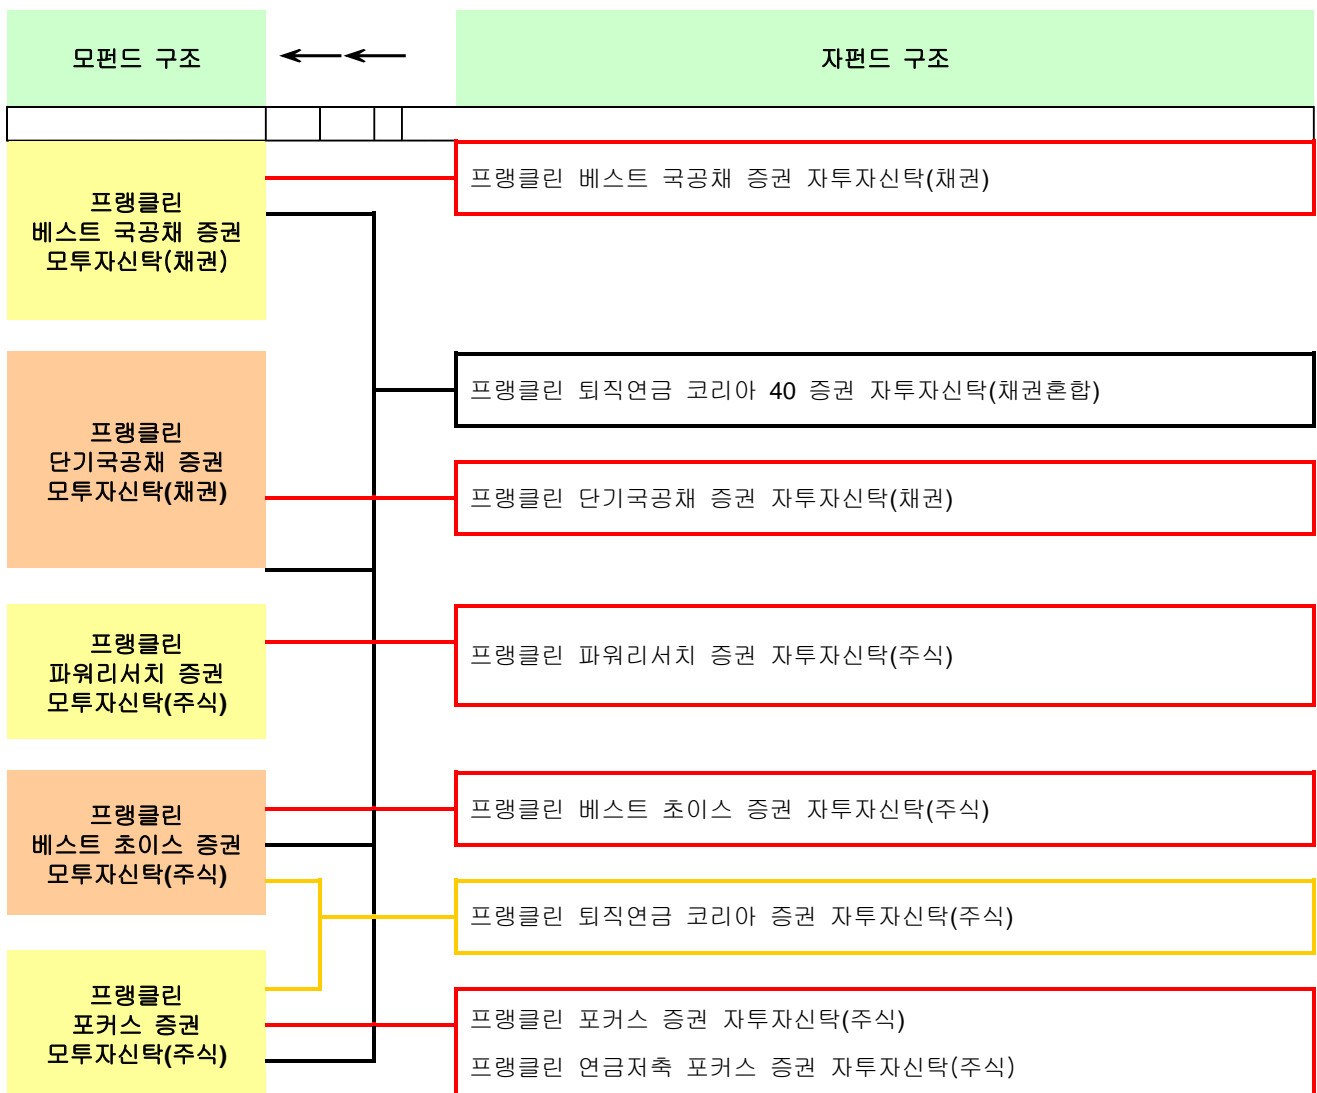 모펀드 구조
자펀드 구조
프랭클린
베스트 국공채 증권
모투자신탁(채권)
프랭클린 베스트 국공채 증권 자투자신탁(채권)
프랭클린 퇴직연금 코리아 40 증권 자투자신탁(채권혼합)
프랭클린
단기국공채 증권
모투자신탁(채권)
프랭클린 단기국공채 증권 자투자신탁(채권)
프랭클린
파워리서치 증권
모투자신탁(주식)
프랭클린 파워리서치 증권 자투자신탁(주식)
프랭클린
베스트 초이스 증권
모투자신탁(주식)
프랭클린 베스트 초이스 증권 자투자신탁(주식)
프랭클린 퇴직연금 코리아 증권 자투자신탁(주식)
프랭클린
포커스 증권
모투자신탁(주식)
프랭클린 포커스 증권 자투자신탁(주식)
프랭클린 연금저축 포커스 증권 자투자신탁(주식)